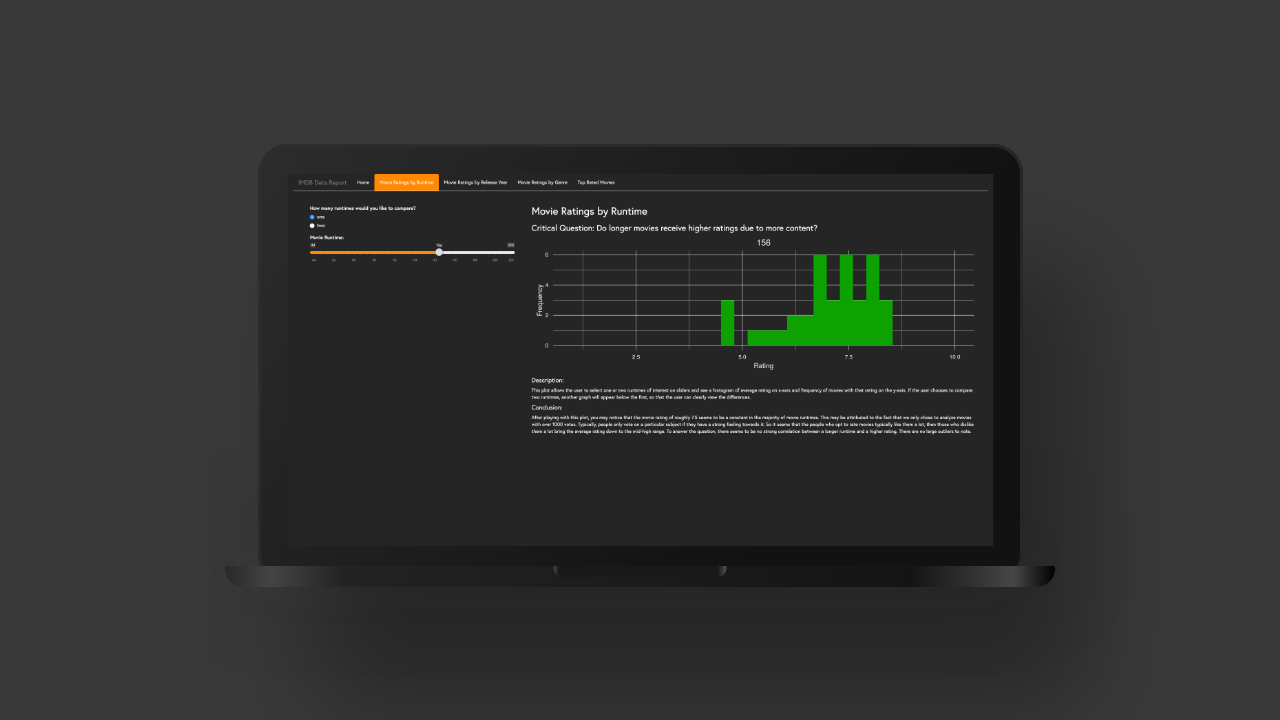 IMDB Data Report Home Movie Ratings by Runtime Movie Ratings by Release Year Movie Ratings by Genre Top Rated Movies
How many runtimes would you like to compare?
one
two
Movie Runtime:
156
Movie Ratings by Runtime
Critical Question: Do longer movies receive higher ratings due to more content?
156
Frequency
6
4
2
0
2.5 5.0 7.5 10.0
Rating
Description:
This plot allows the user to select one or two runtimes of interest on sliders and see a histogram of average rating on x-axis and frequency of movies with that rating on the y-axis. If the user chooses to compare
two runtimes, another graph will appear below the first, so that the user can clearly view the differences.
Conclusion:
After playing with this plot, you may notice that the movie rating of roughly 7.5 seems to be a constant in the majority of movie runtimes. This may be attributed to the fact that we only chose to analyze movies
with over 1000 votes. Typically, people only vote on a particular subject if they have a strong feeling towards it. So it seems that the people who opt to rate movies typically like them a lot, then those who dislike
them a lot bring the average rating down to the mid-high range. To answer the question, there seems to be no strong correlation between a longer runtime and a higher rating. There are no large outliers to note.